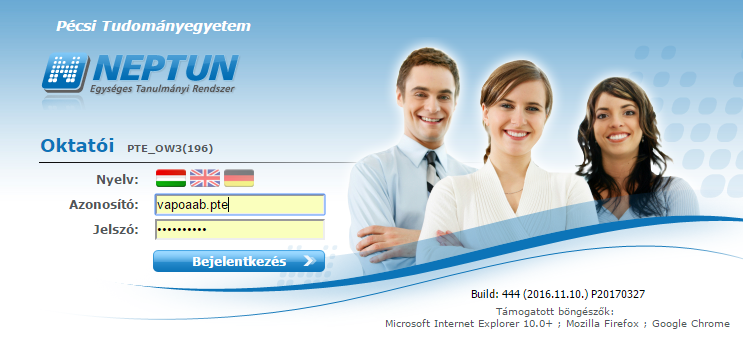 Pécsi Tudományegyetem
NEPTUN
Egységes Tanulmányi Rendszer
Oktatói PTE_OW3(196)
Nyelv:
Azonosító: vapoaab.pte
Jelszó: ••••••••••
Bejelentkezés
Build: 444 (2016.11.10.) P20170327
Támogatott böngészők:
Microsoft Internet Explorer 10.0+ ; Mozilla Firefox ; Google Chrome